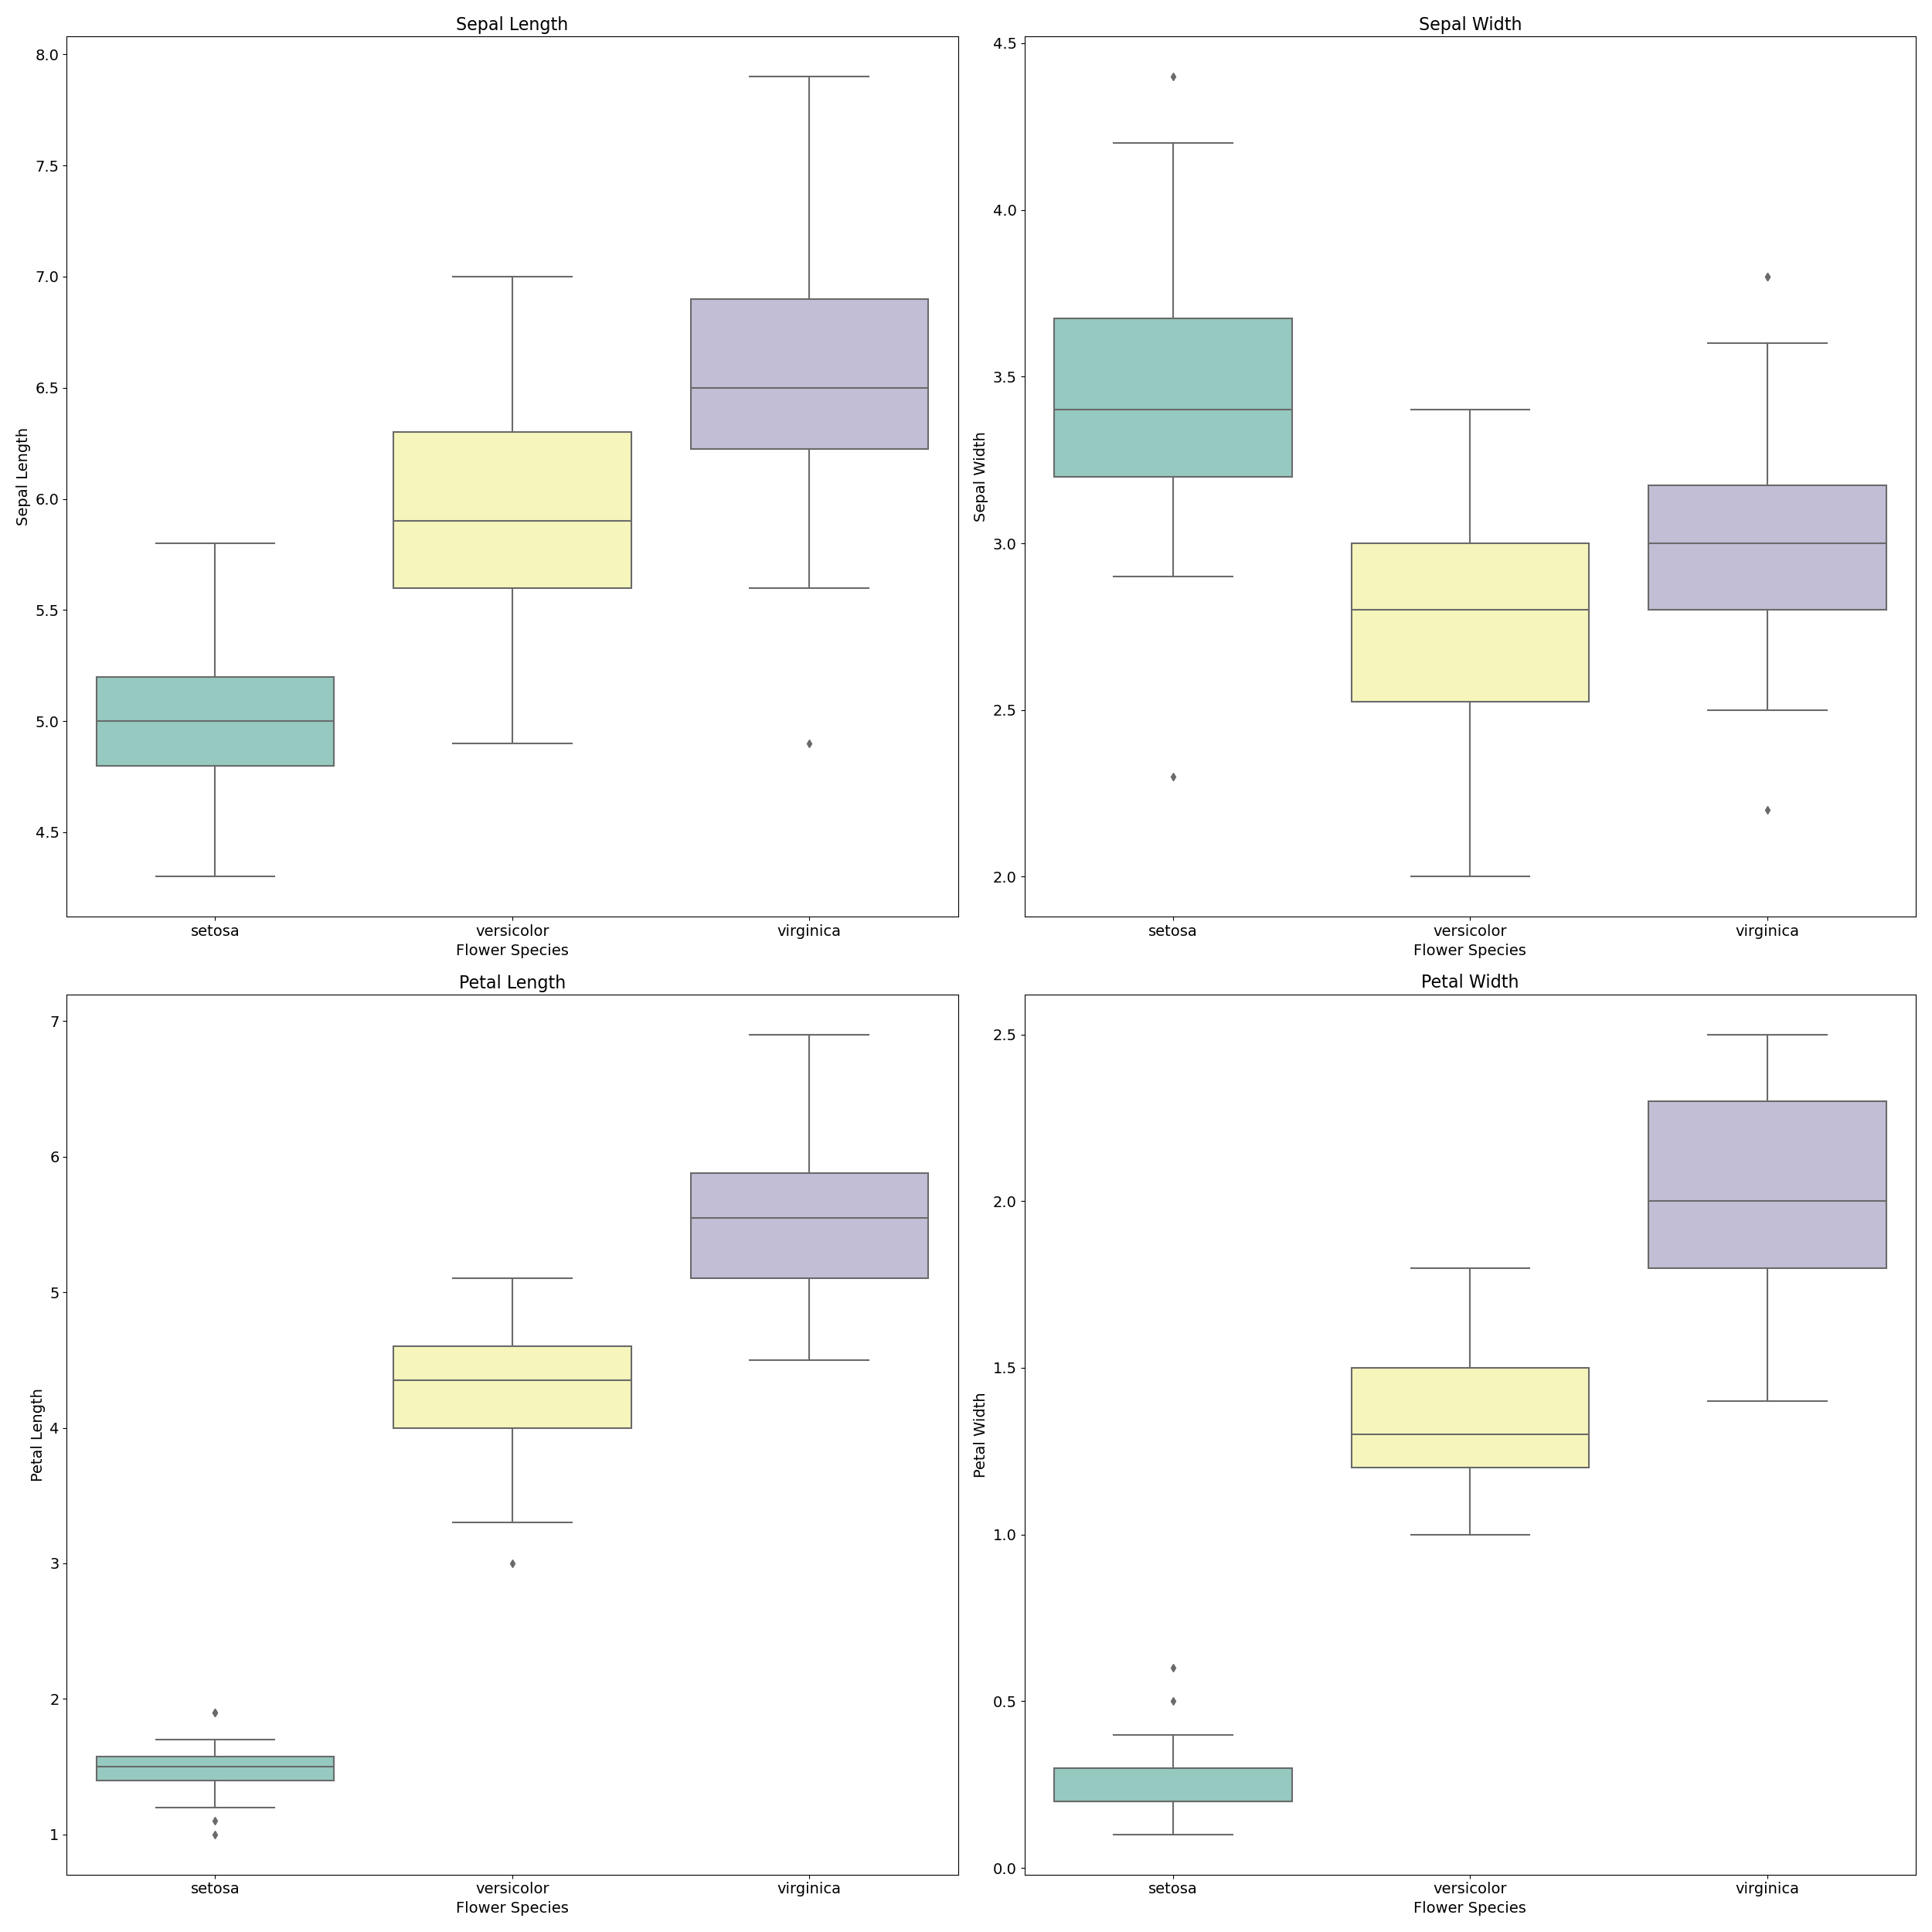 Sepal Length
Sepal Length
8.0
7.5
7.0
6.5
6.0
5.5
5.0
4.5
setosa versicolor virginica
Flower Species
Sepal Width
Sepal Width
4.5
4.0
3.5
3.0
2.5
2.0
setosa versicolor virginica
Flower Species
Petal Length
Petal Length
7
6
5
4
3
2
1
setosa versicolor virginica
Flower Species
Petal Width
Petal Width
2.5
2.0
1.5
1.0
0.5
0.0
setosa versicolor virginica
Flower Species